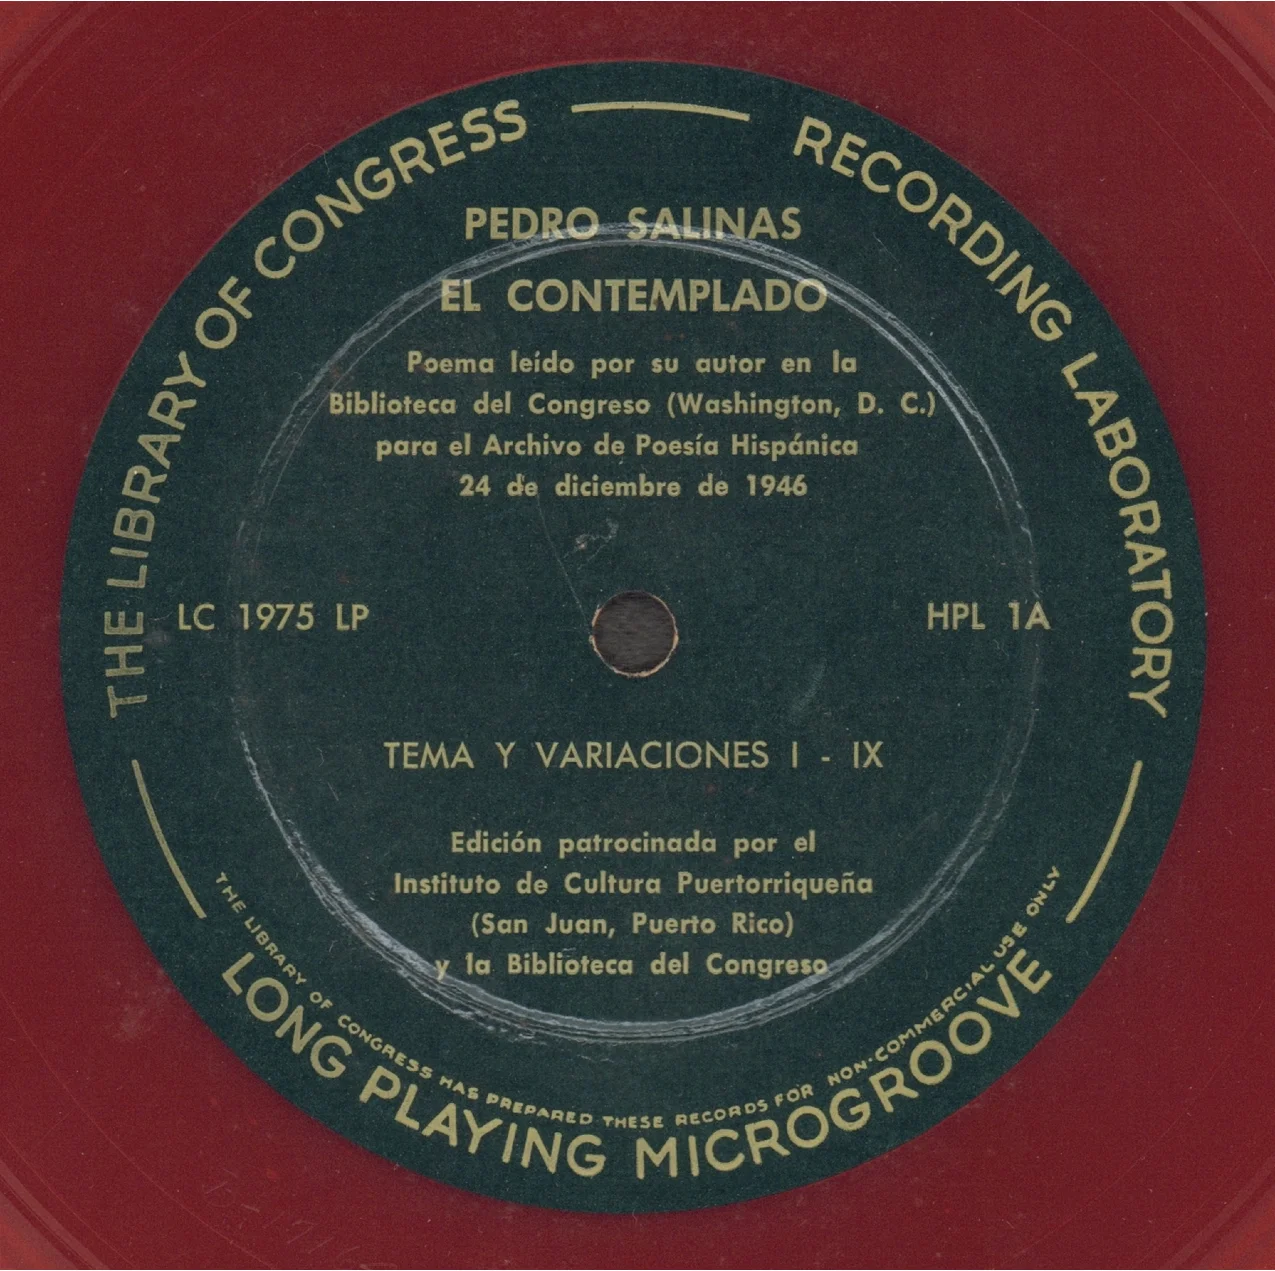 THE LIBRARY OF CONGRESS — RECORDING LABORATORY
PEDRO SALINAS
EL CONTEMPLADO
Poema leído por su autor en la
Biblioteca del Congreso (Washington, D. C.)
para el Archivo de Poesía Hispánica
24 de diciembre de 1946
LC 1975 LP
HPL 1A
TEMA Y VARIACIONES I - IX
Edición patrocinada por el
Instituto de Cultura Puertorriqueña
(San Juan, Puerto Rico)
y la Biblioteca del Congreso
THE LIBRARY OF CONGRESS HAS PREPARED THESE RECORDS FOR NON-COMMERCIAL USE ONLY
LONG PLAYING MICROGROOVE